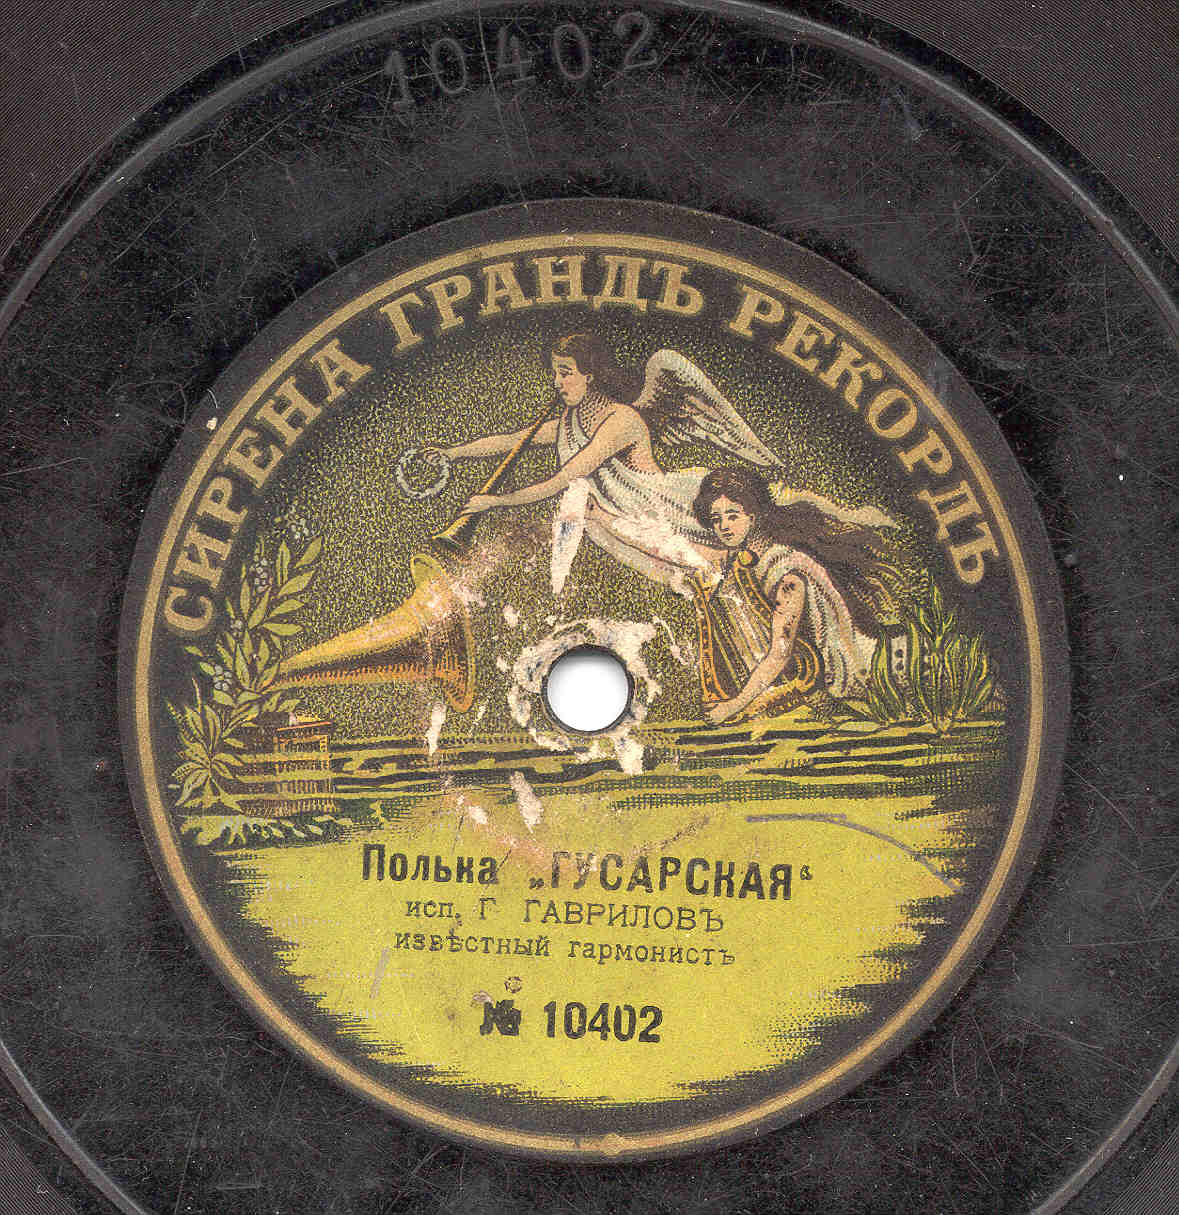 10402
СИРЕНА ГРАНДЪ РЕКОРДЪ
Полька „ГУСАРСКАЯ“
исп. Г ГАВРИЛОВЪ
извѣстный гармонистъ
№ 10402